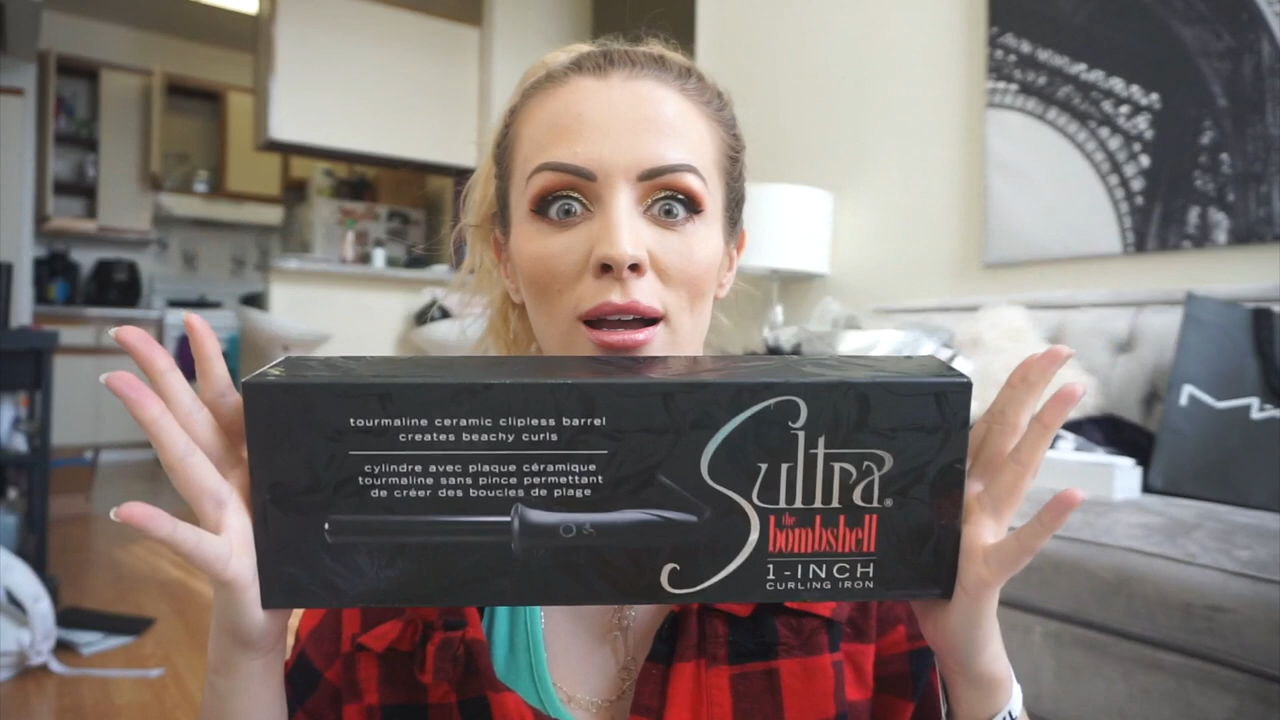 tourmaline ceramic clipless barrel
creates beachy curls
cylindre avec plaque céramique
tourmaline sans pince permettant
de créer des boucles de plage
Sultra®
the
bombshell
1-INCH
CURLING IRON